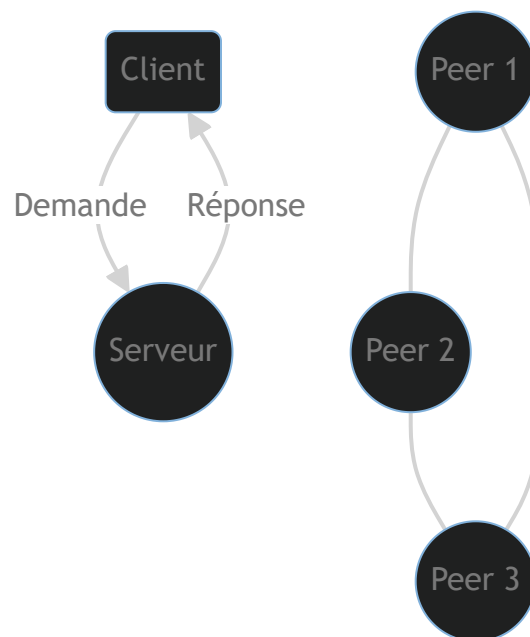 Client
Peer 1
Demande
Réponse
Serveur
Peer 2
Peer 3